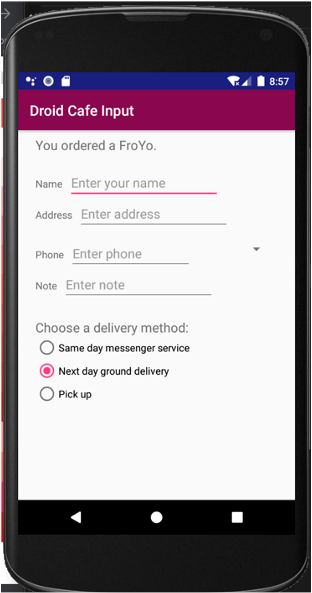 8:57
Droid Cafe Input
You ordered a FroYo.
Name Enter your name
Address Enter address
Phone Enter phone
Note Enter note
Choose a delivery method:
Same day messenger service
Next day ground delivery
Pick up